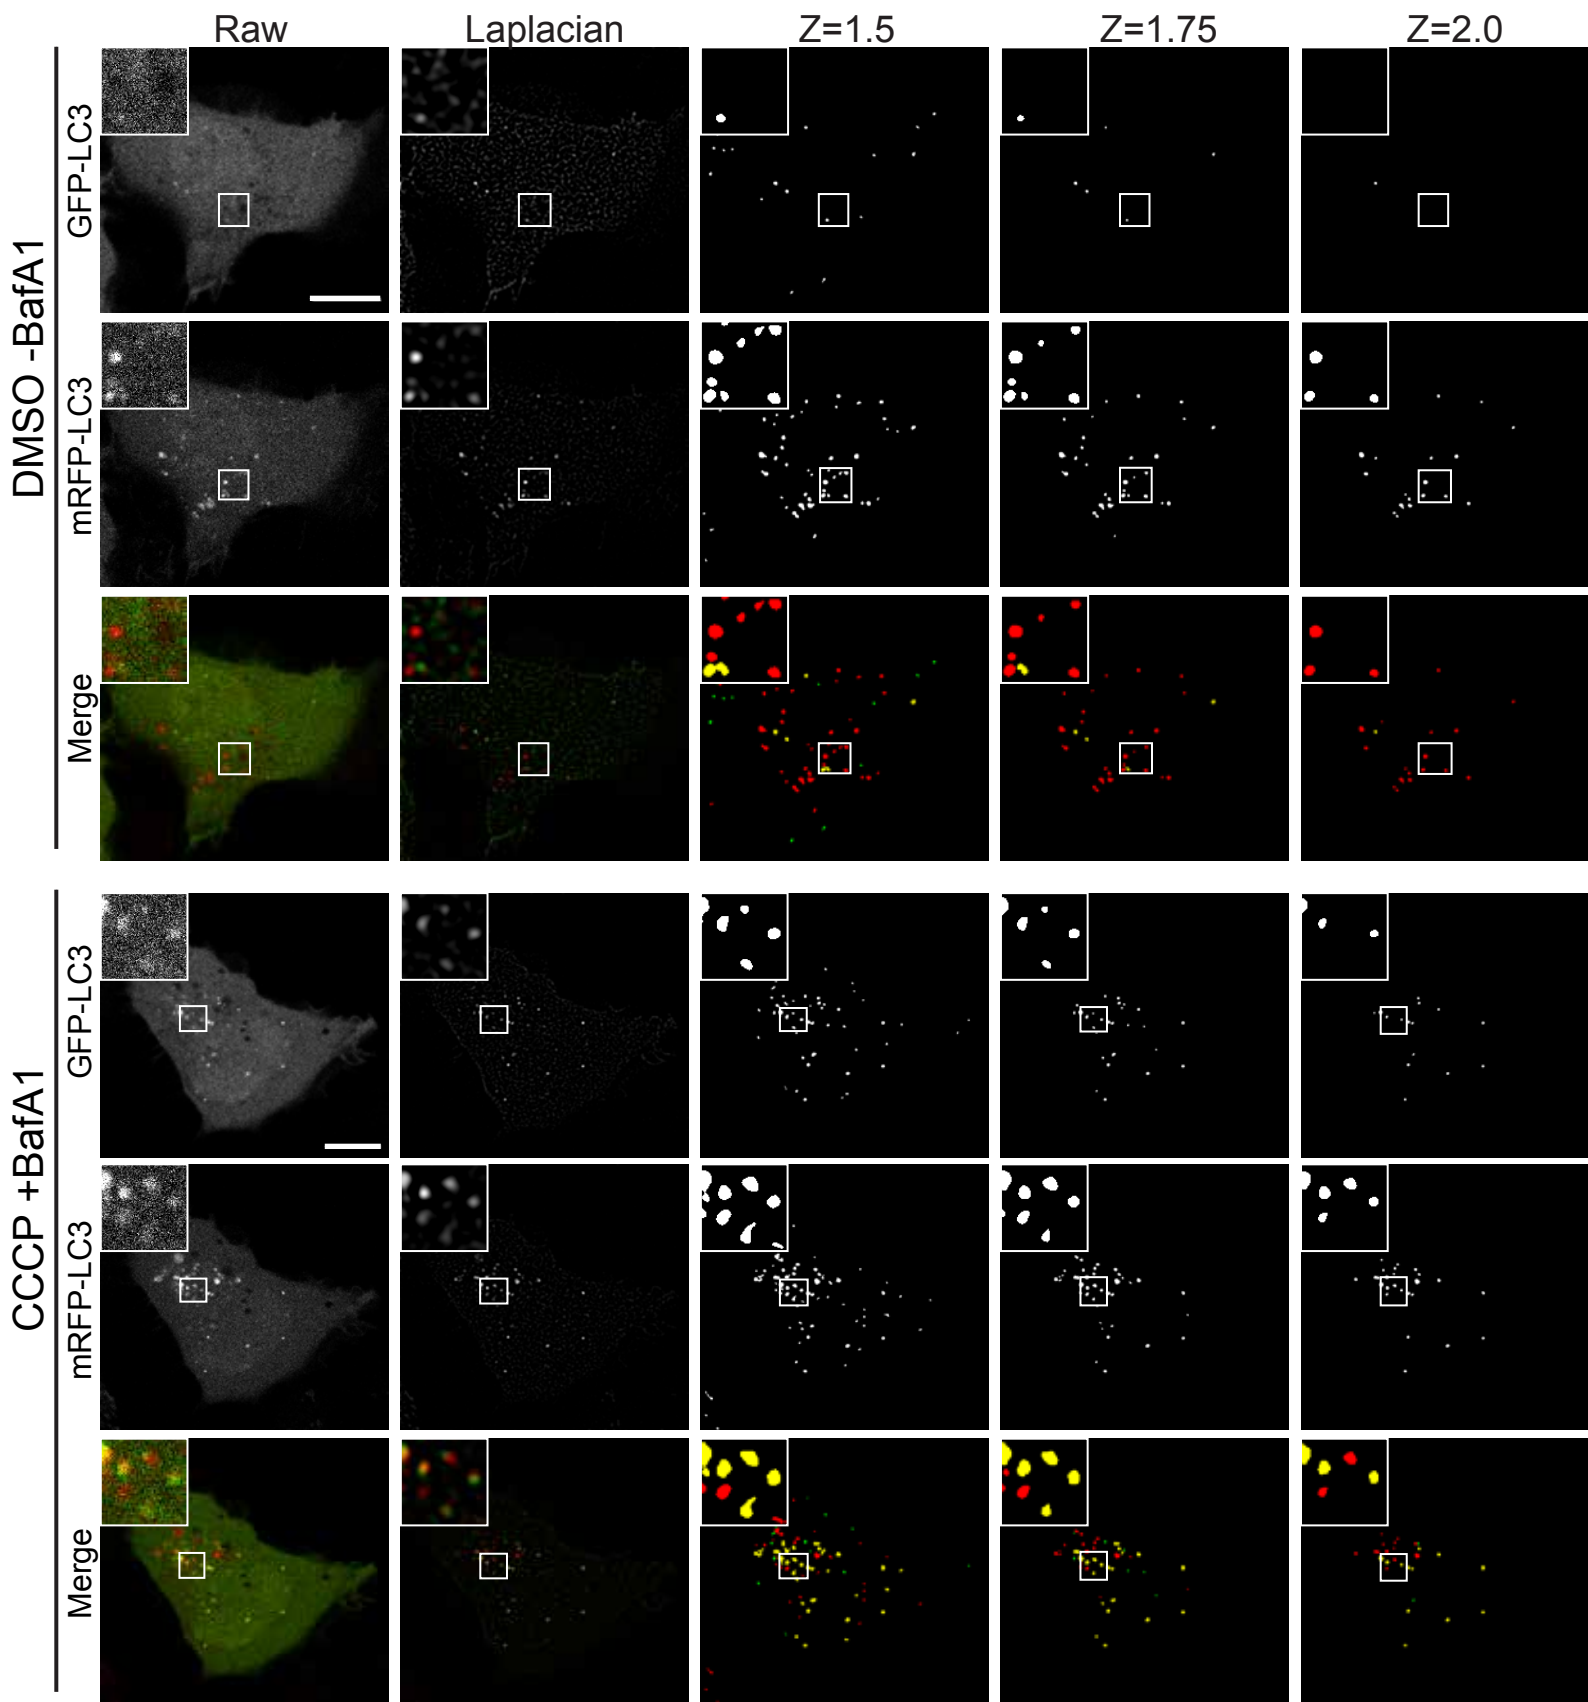 Raw Laplacian Z=1.5 Z=1.75 Z=2.0
DMSO -BafA1
GFP-LC3
mRFP-LC3
Merge
CCCP +BafA1
GFP-LC3
mRFP-LC3
Merge